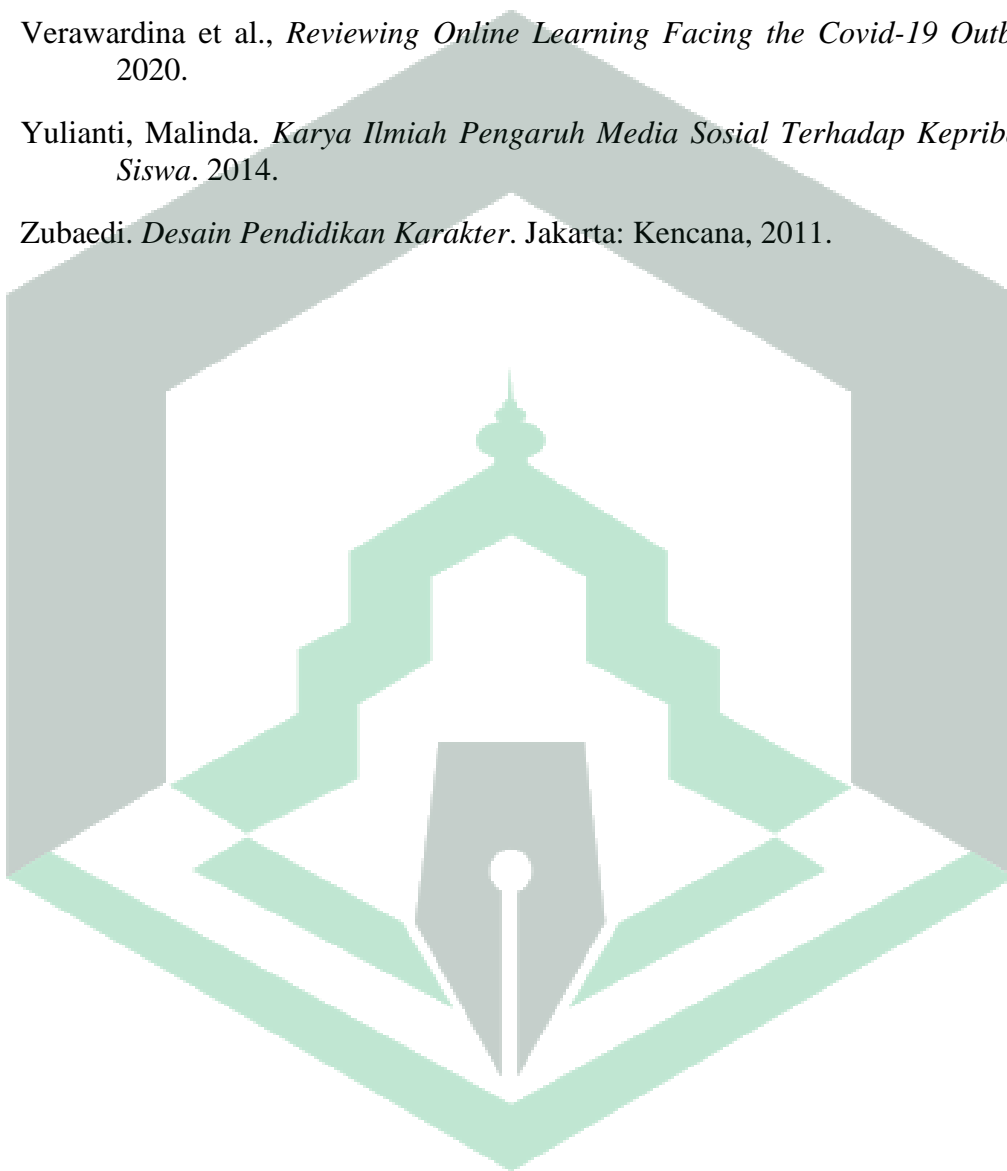 Verawardina et al., Reviewing Online Learning Facing the Covid-19 Outb
2020.
Yulianti, Malinda. Karya Ilmiah Pengaruh Media Sosial Terhadap Keprib
Siswa. 2014.
Zubaedi. Desain Pendidikan Karakter. Jakarta: Kencana, 2011.